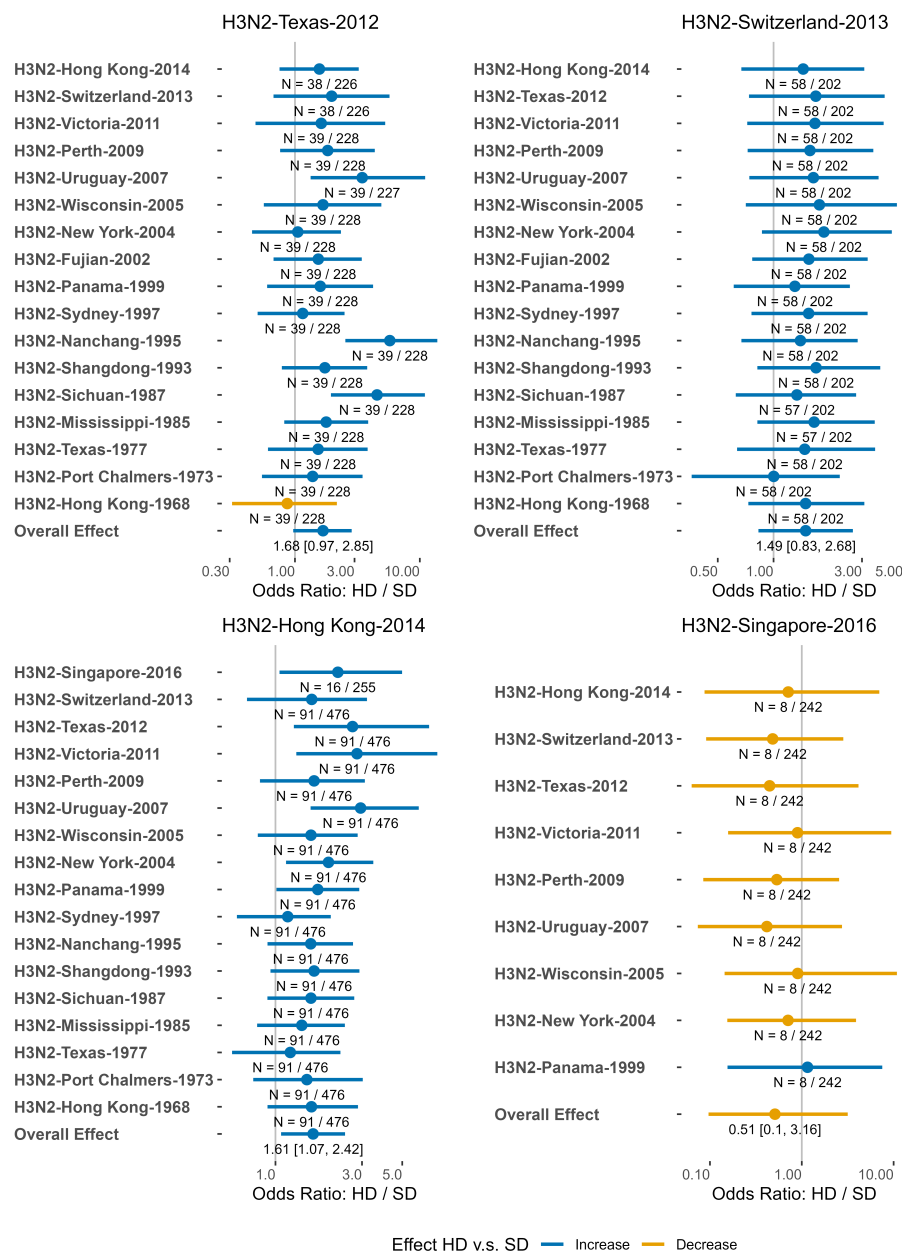 H3N2-Texas-2012
H3N2-Hong Kong-2014
N = 38 / 226
H3N2-Switzerland-2013
N = 38 / 226
H3N2-Victoria-2011
N = 39 / 228
H3N2-Perth-2009
N = 39 / 228
H3N2-Uruguay-2007
N = 39 / 227
H3N2-Wisconsin-2005
N = 39 / 228
H3N2-New York-2004
N = 39 / 228
H3N2-Fujian-2002
N = 39 / 228
H3N2-Panama-1999
N = 39 / 228
H3N2-Sydney-1997
N = 39 / 228
H3N2-Nanchang-1995
N = 39 / 228
H3N2-Shangdong-1993
N = 39 / 228
H3N2-Sichuan-1987
N = 39 / 228
H3N2-Mississippi-1985
N = 39 / 228
H3N2-Texas-1977
N = 39 / 228
H3N2-Port Chalmers-1973
N = 39 / 228
H3N2-Hong Kong-1968
N = 39 / 228
Overall Effect
1.68 [0.97, 2.85]
0.30 1.00 3.00 10.00
Odds Ratio: HD / SD
H3N2-Switzerland-2013
H3N2-Hong Kong-2014
N = 58 / 202
H3N2-Texas-2012
N = 58 / 202
H3N2-Victoria-2011
N = 58 / 202
H3N2-Perth-2009
N = 58 / 202
H3N2-Uruguay-2007
N = 58 / 202
H3N2-Wisconsin-2005
N = 58 / 202
H3N2-New York-2004
N = 58 / 202
H3N2-Fujian-2002
N = 58 / 202
H3N2-Panama-1999
N = 58 / 202
H3N2-Sydney-1997
N = 58 / 202
H3N2-Nanchang-1995
N = 58 / 202
H3N2-Shangdong-1993
N = 58 / 202
H3N2-Sichuan-1987
N = 57 / 202
H3N2-Mississippi-1985
N = 57 / 202
H3N2-Texas-1977
N = 58 / 202
H3N2-Port Chalmers-1973
N = 58 / 202
H3N2-Hong Kong-1968
N = 58 / 202
Overall Effect
1.49 [0.83, 2.68]
0.50 1.00 3.00 5.00
Odds Ratio: HD / SD
H3N2-Hong Kong-2014
H3N2-Singapore-2016
N = 16 / 255
H3N2-Switzerland-2013
N = 91 / 476
H3N2-Texas-2012
N = 91 / 476
H3N2-Victoria-2011
N = 91 / 476
H3N2-Perth-2009
N = 91 / 476
H3N2-Uruguay-2007
N = 91 / 476
H3N2-Wisconsin-2005
N = 91 / 476
H3N2-New York-2004
N = 91 / 476
H3N2-Panama-1999
N = 91 / 476
H3N2-Sydney-1997
N = 91 / 476
H3N2-Nanchang-1995
N = 91 / 476
H3N2-Shangdong-1993
N = 91 / 476
H3N2-Sichuan-1987
N = 91 / 476
H3N2-Mississippi-1985
N = 91 / 476
H3N2-Texas-1977
N = 91 / 476
H3N2-Port Chalmers-1973
N = 91 / 476
H3N2-Hong Kong-1968
N = 91 / 476
Overall Effect
1.61 [1.07, 2.42]
1.0 3.0 5.0
Odds Ratio: HD / SD
H3N2-Singapore-2016
H3N2-Hong Kong-2014
N = 8 / 242
H3N2-Switzerland-2013
N = 8 / 242
H3N2-Texas-2012
N = 8 / 242
H3N2-Victoria-2011
N = 8 / 242
H3N2-Perth-2009
N = 8 / 242
H3N2-Uruguay-2007
N = 8 / 242
H3N2-Wisconsin-2005
N = 8 / 242
H3N2-New York-2004
N = 8 / 242
H3N2-Panama-1999
N = 8 / 242
Overall Effect
0.51 [0.1, 3.16]
0.10 1.00 10.00
Odds Ratio: HD / SD
Effect HD v.s. SD Increase Decrease